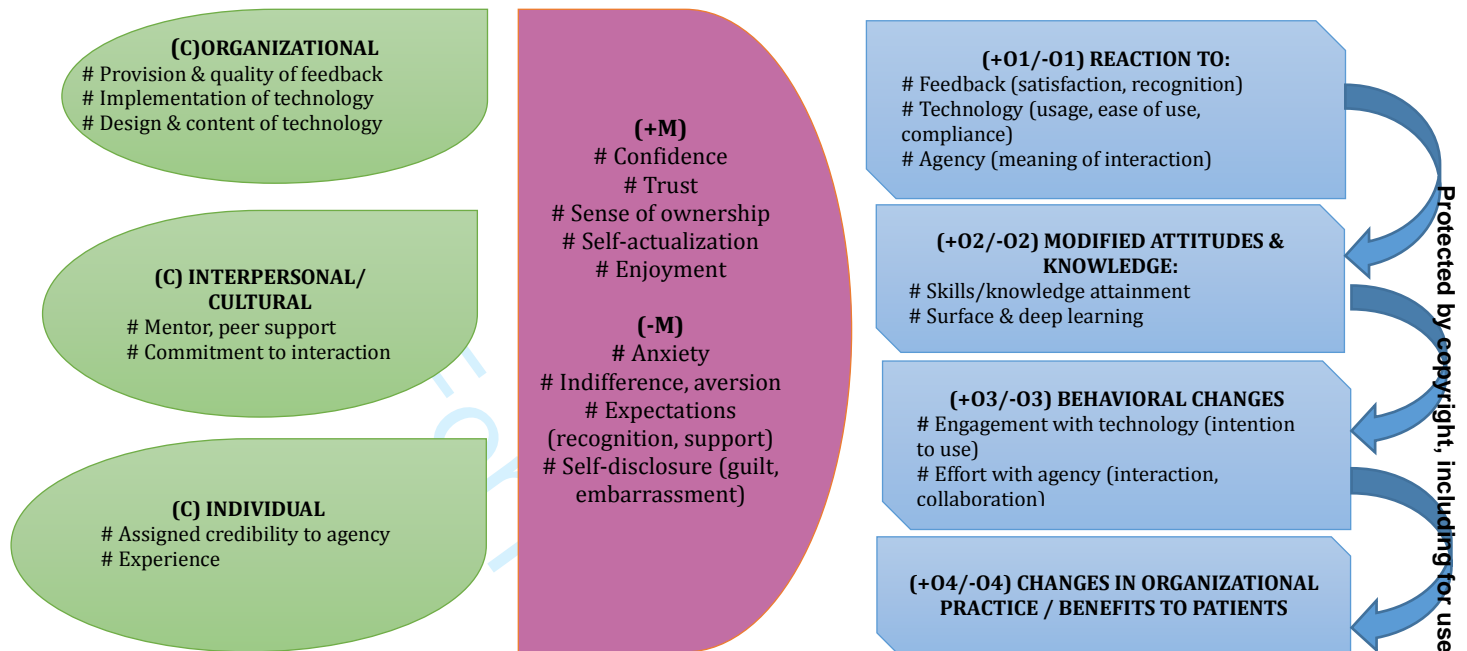 (C)ORGANIZATIONAL
# Provision & quality of feedback
# Implementation of technology
# Design & content of technology
(C) INTERPERSONAL/
CULTURAL
# Mentor, peer support
# Commitment to interaction
(C) INDIVIDUAL
# Assigned credibility to agency
# Experience
(+M)
# Confidence
# Trust
# Sense of ownership
# Self-actualization
# Enjoyment
(-M)
# Anxiety
# Indifference, aversion
# Expectations
(recognition, support)
# Self-disclosure (guilt,
embarrassment)
(+O1/-O1) REACTION TO:
# Feedback (satisfaction, recognition)
# Technology (usage, ease of use,
compliance)
# Agency (meaning of interaction)
(+O2/-O2) MODIFIED ATTITUDES &
KNOWLEDGE:
# Skills/knowledge attainment
# Surface & deep learning
(+O3/-O3) BEHAVIORAL CHANGES
# Engagement with technology (intention
to use)
# Effort with agency (interaction,
collaboration)
(+O4/-O4) CHANGES IN ORGANIZATIONAL
PRACTICE / BENEFITS TO PATIENTS
Protected by copyright, including for use